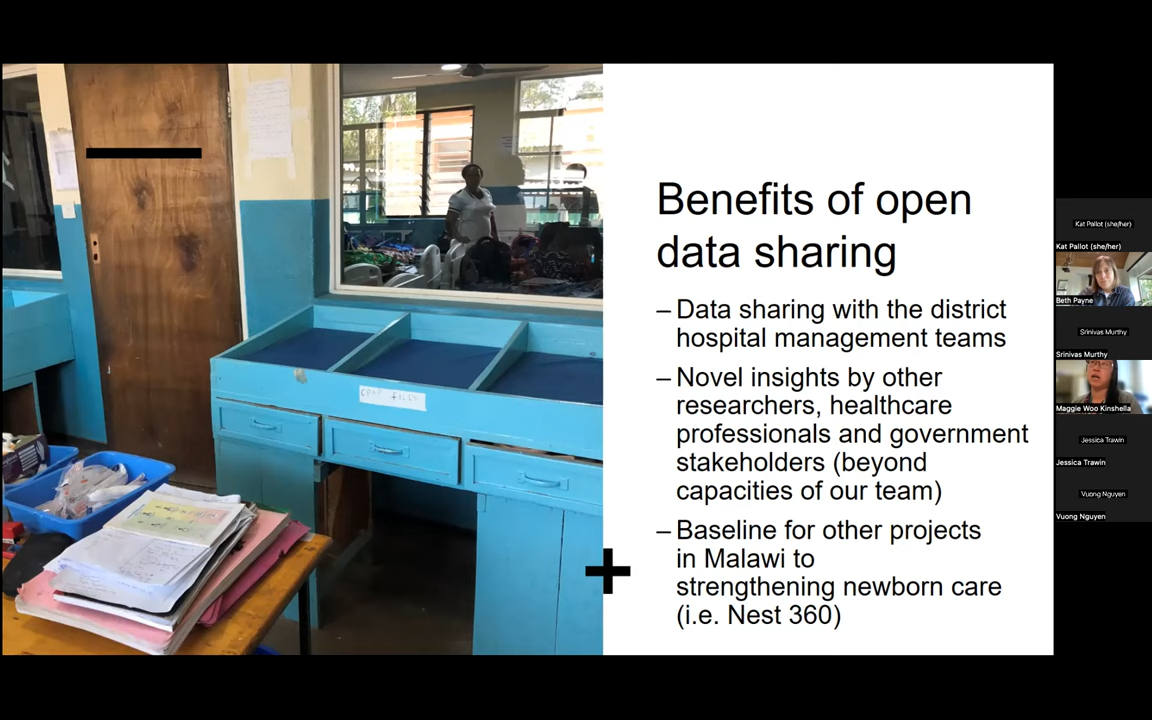 Benefits of open
data sharing
– Data sharing with the district
hospital management teams
– Novel insights by other
researchers, healthcare
professionals and government
stakeholders (beyond
capacities of our team)
– Baseline for other projects
in Malawi to
strengthening newborn care
(i.e. Nest 360)
CPAP FILES
Kat Pallot (she/her)
Kat Pallot (she/her)
Beth Payne
Srinivas Murthy
Srinivas Murthy
Maggie Woo Kinshella
Jessica Trawin
Jessica Trawin
Vuong Nguyen
Vuong Nguyen